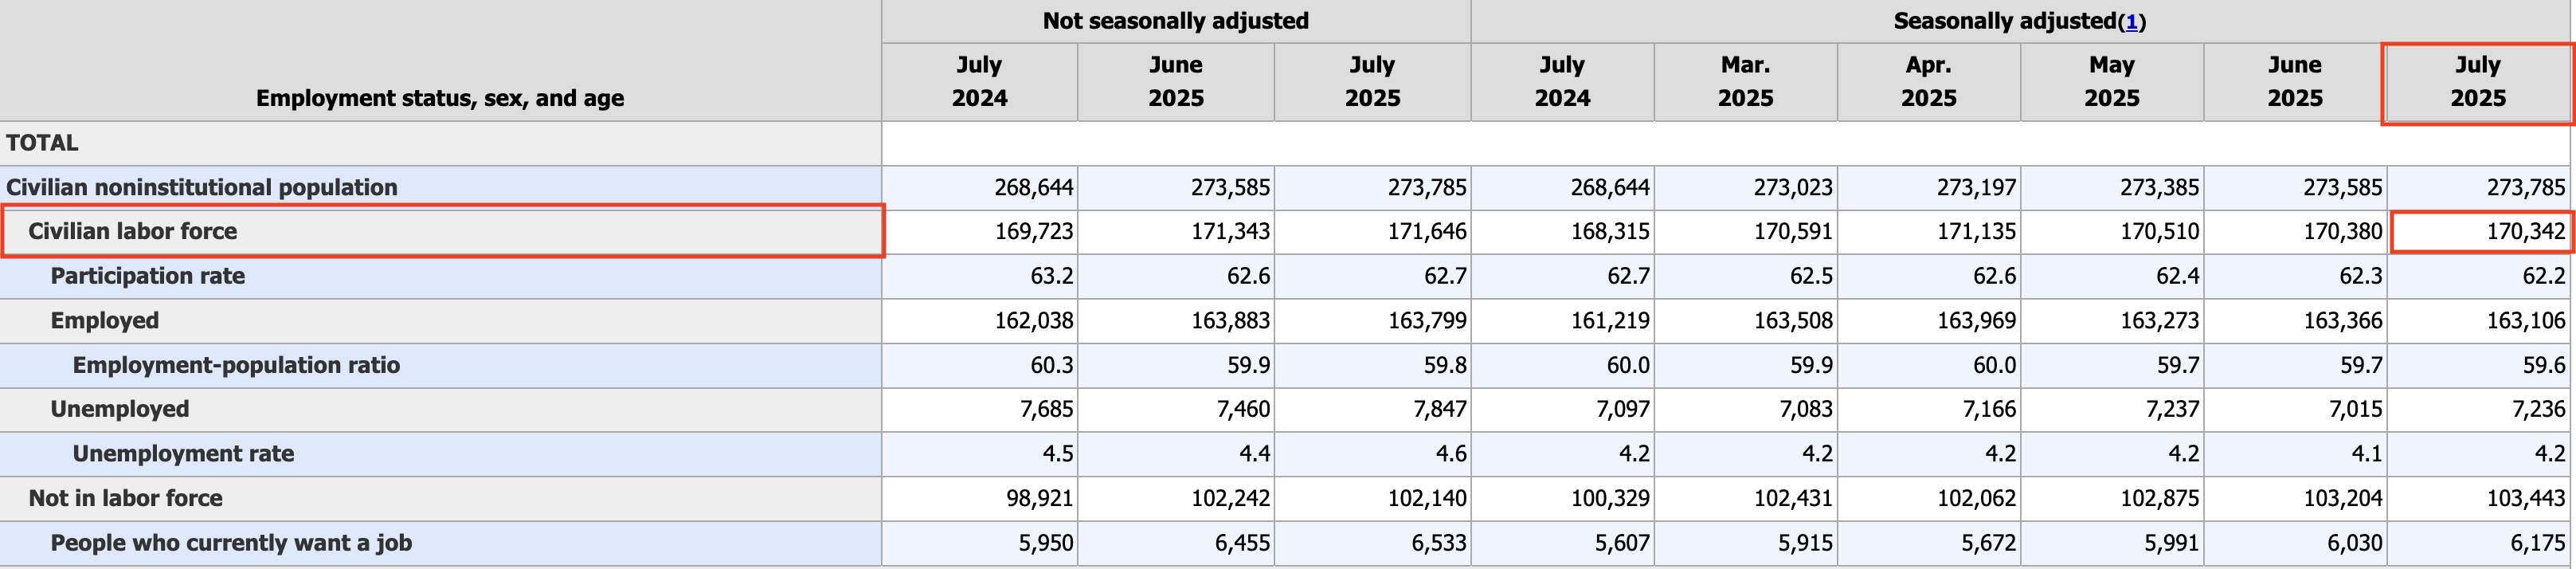 Not seasonally adjusted Seasonally adjusted(1)
Employment status, sex, and age July 2024 June 2025 July 2025 July 2024 Mar. 2025 Apr. 2025 May 2025 June 2025 July 2025
TOTAL
Civilian noninstitutional population 268,644 273,585 273,785 268,644 273,023 273,197 273,385 273,585 273,785
Civilian labor force 169,723 171,343 171,646 168,315 170,591 171,135 170,510 170,380 170,342
Participation rate 63.2 62.6 62.7 62.7 62.5 62.6 62.4 62.3 62.2
Employed 162,038 163,883 163,799 161,219 163,508 163,969 163,273 163,366 163,106
Employment-population ratio 60.3 59.9 59.8 60.0 59.9 60.0 59.7 59.7 59.6
Unemployed 7,685 7,460 7,847 7,097 7,083 7,166 7,237 7,015 7,236
Unemployment rate 4.5 4.4 4.6 4.2 4.2 4.2 4.2 4.1 4.2
Not in labor force 98,921 102,242 102,140 100,329 102,431 102,062 102,875 103,204 103,443
People who currently want a job 5,950 6,455 6,533 5,607 5,915 5,672 5,991 6,030 6,175